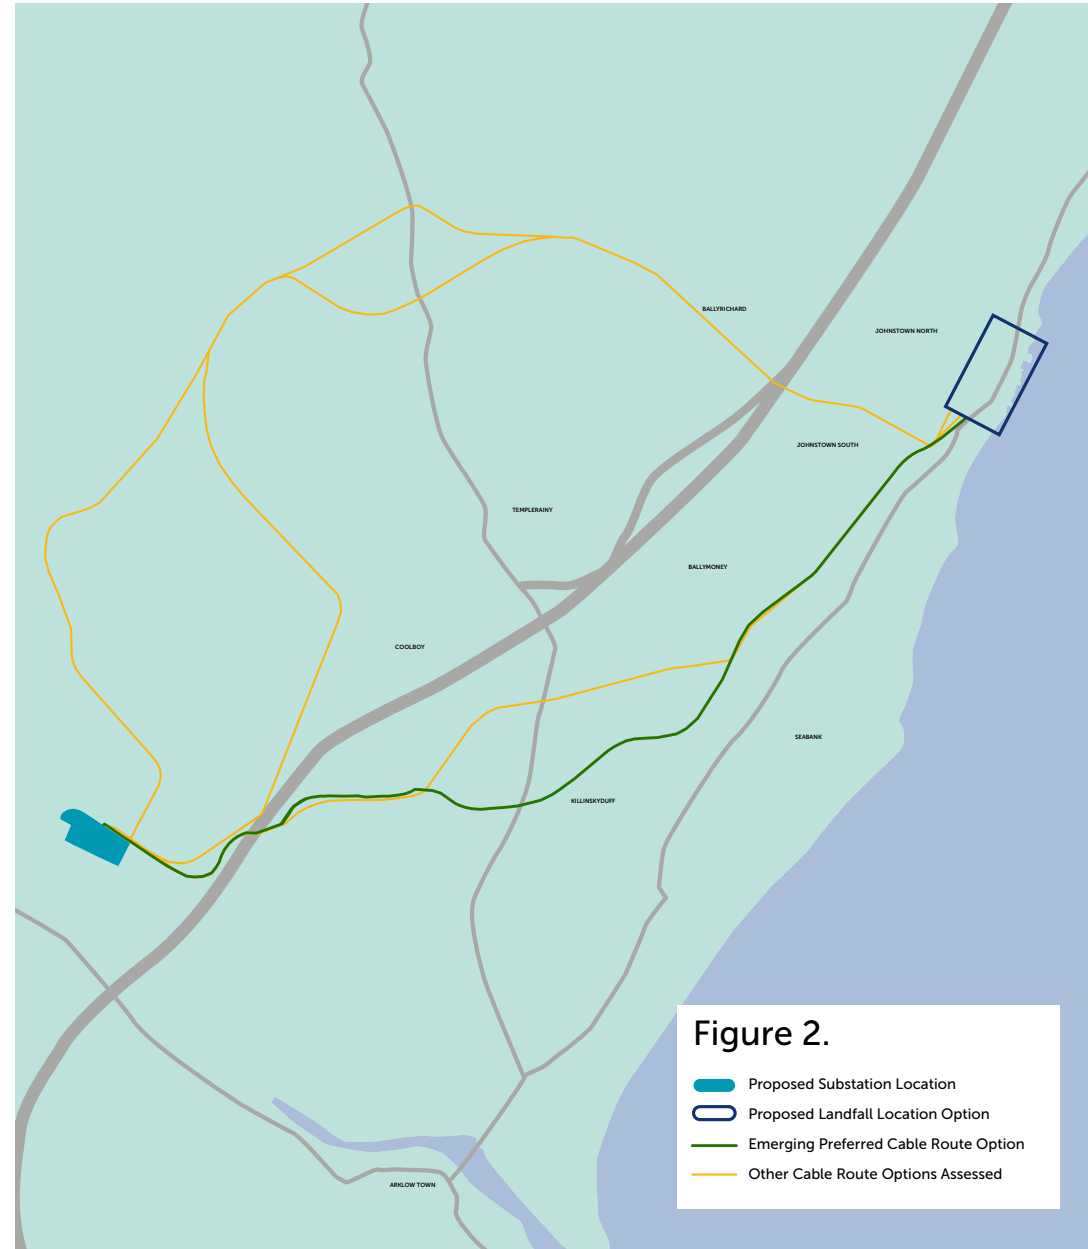 BALLYRICHARD
JOHNSTOWN NORTH
JOHNSTOWN SOUTH
TEMPLERAINY
BALLYMONEY
COOLBOY
SEABANK
KILLINSKYDUFF
Figure 2.
Proposed Substation Location
Proposed Landfall Location Option
Emerging Preferred Cable Route Option
Other Cable Route Options Assessed
ARKLOW TOWN